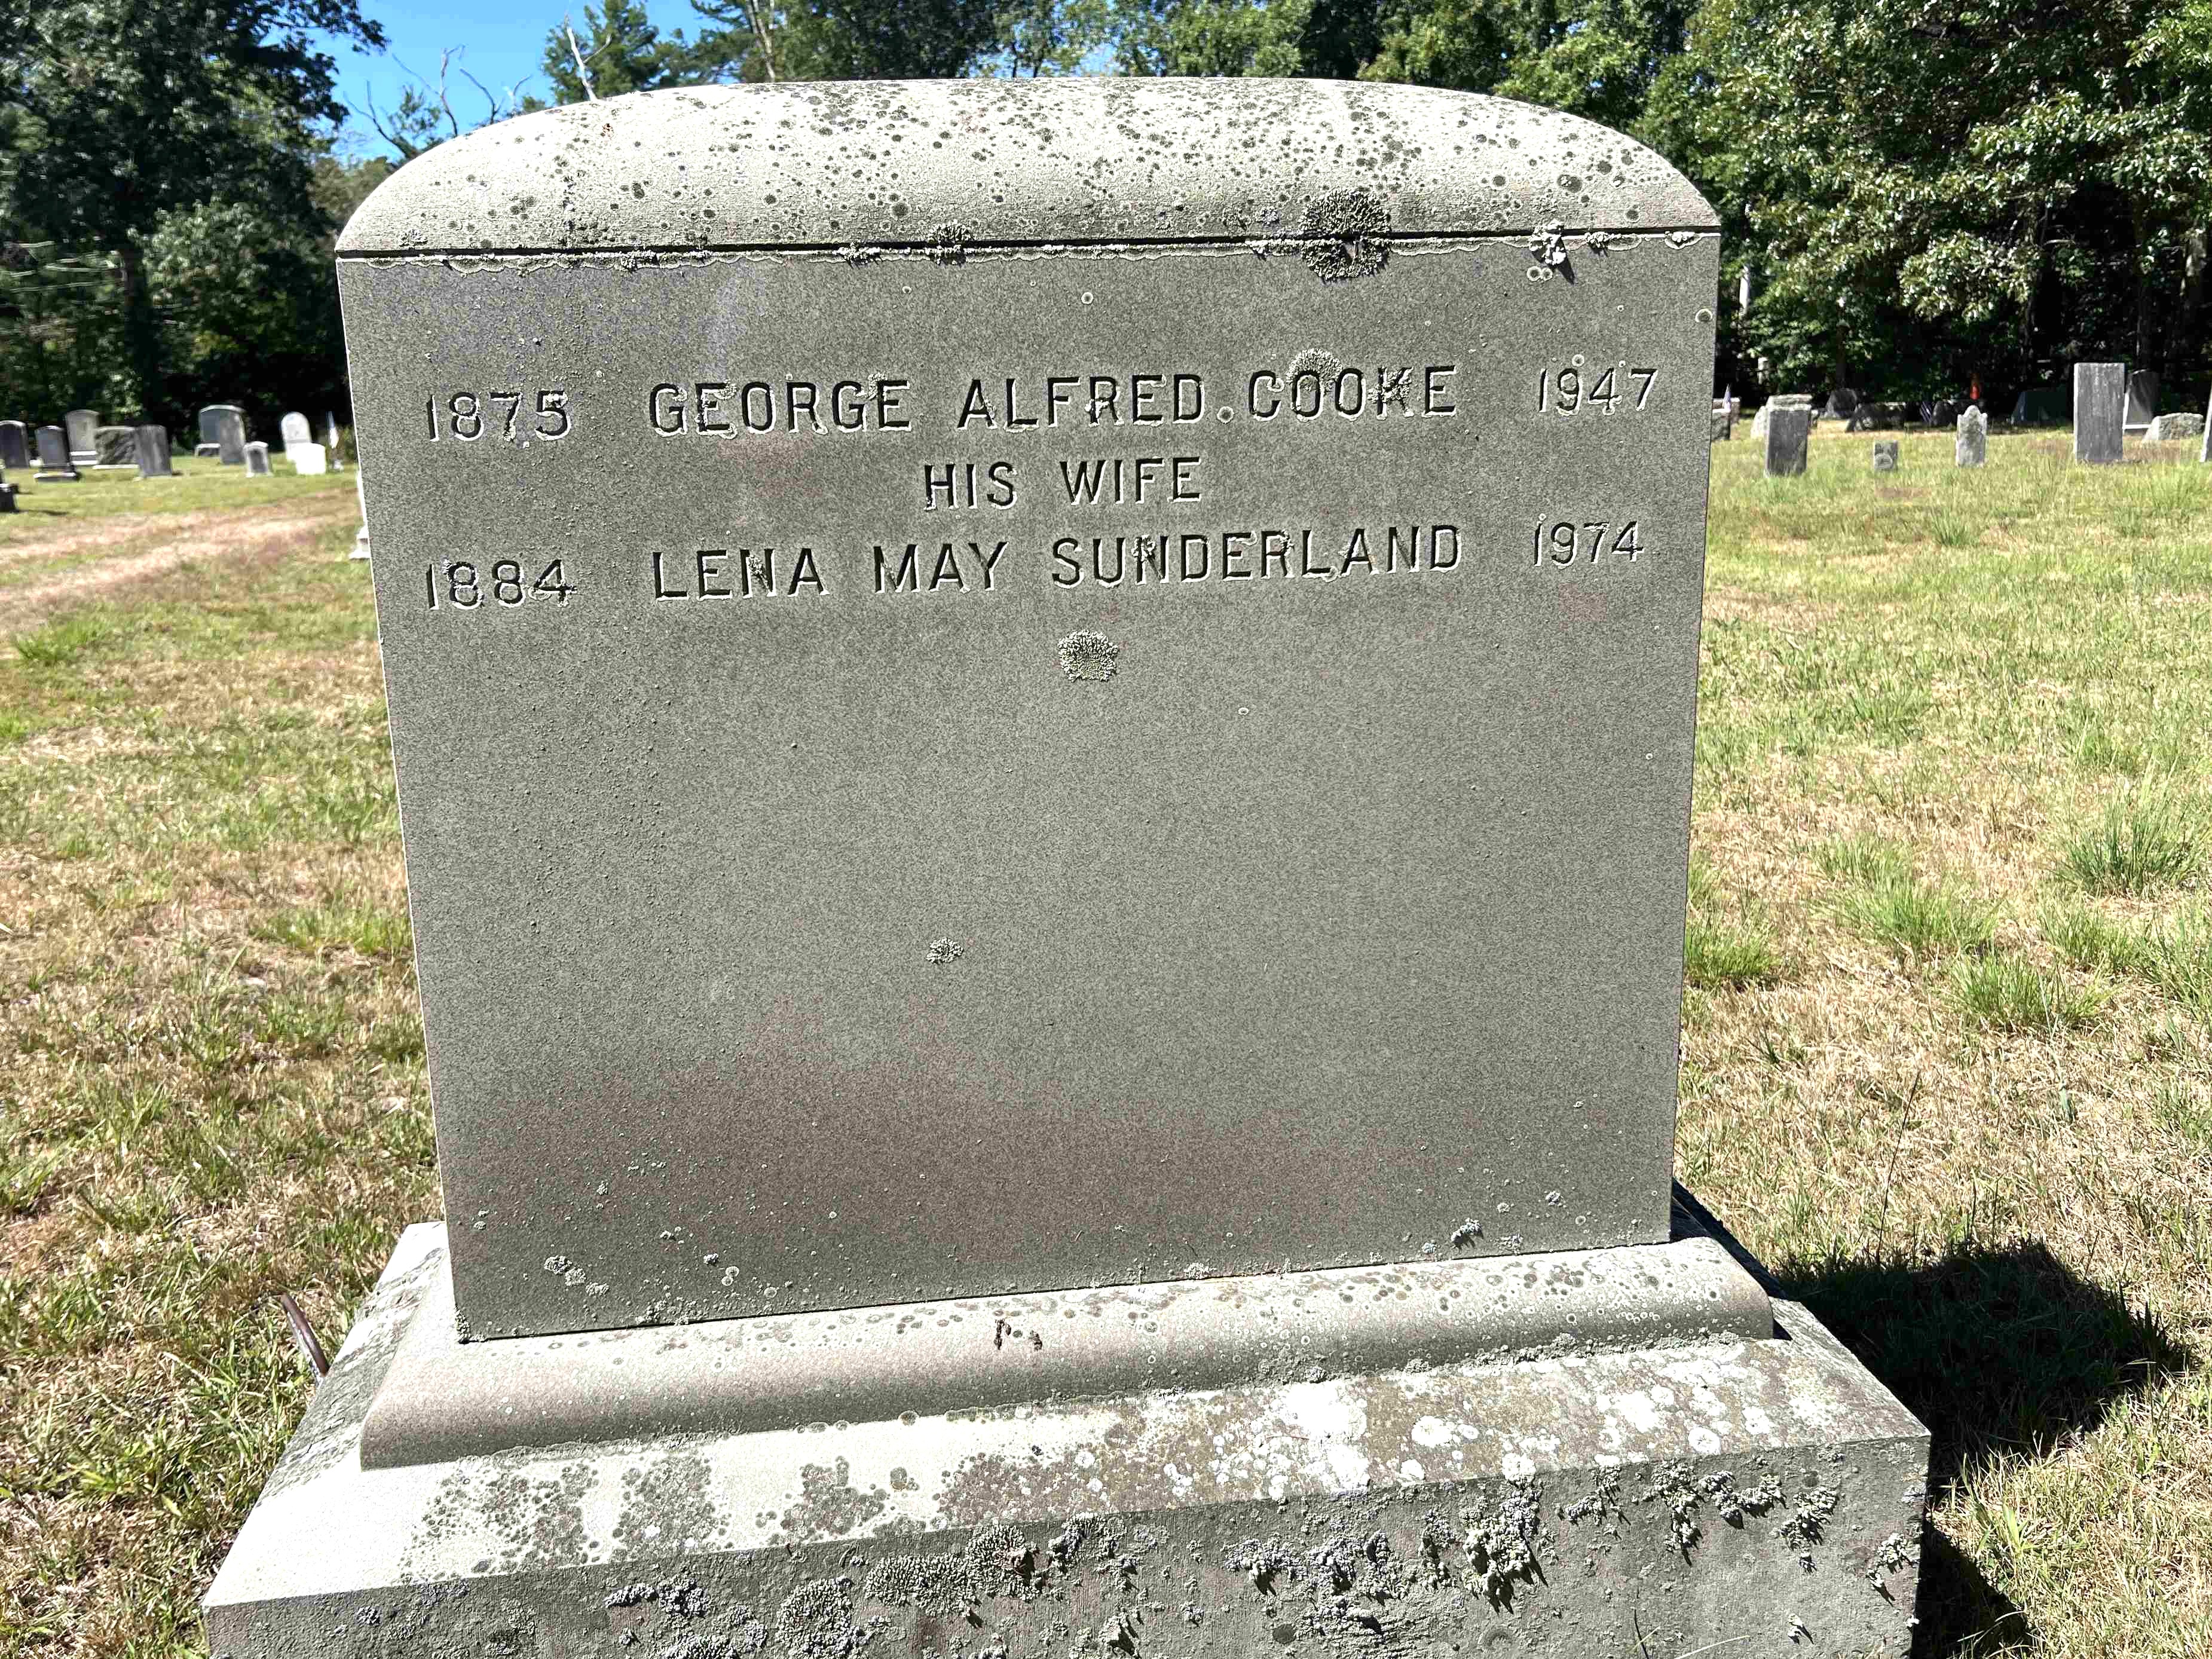 1875 GEORGE ALFRED COOKE 1947
HIS WIFE
1884 LENA MAY SUNDERLAND 1974